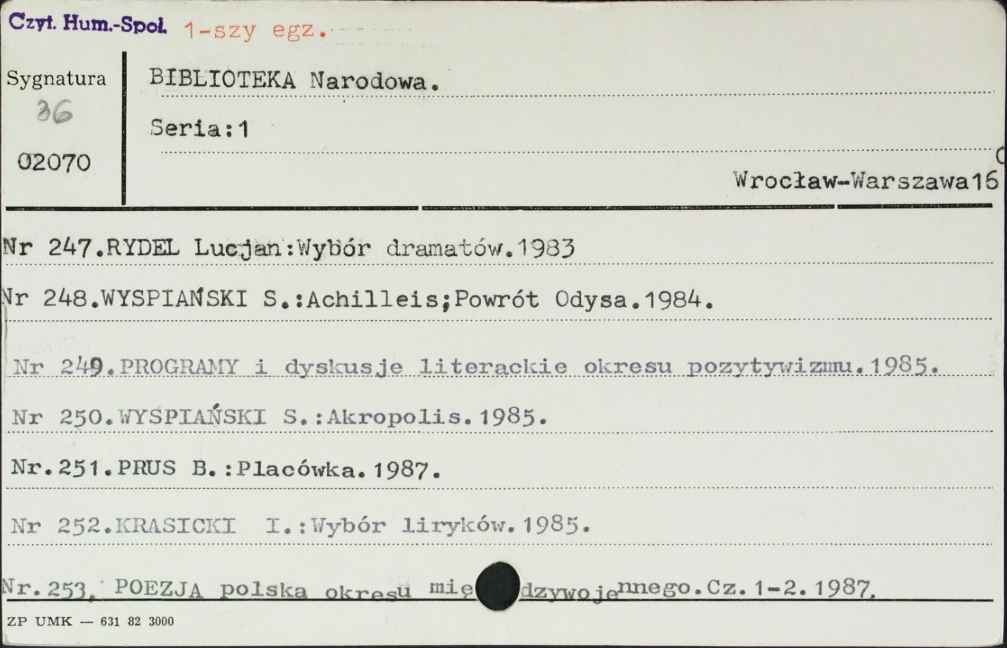 Czyt. Hum.-Społ. 1-szy egz.
Sygnatura
36
02070
BIBLIOTEKA Narodowa.
Seria:1
Wrocław-Warszawa16
Nr 247.RYDEL Lucjan:Wybór dramatów.1983
Nr 248.WYSPIAŃSKI S.:Achilleis;Powrót Odysa.1984.
Nr 249.PROGRAMY i dyskusje literackie okresu pozytywizmu.1985.
Nr 250.WYSPIAŃSKI S.:Akropolis.1985.
Nr.251.PRUS B.:Placówka.1987.
Nr 252.KRASICKI I.:Wybór liryków.1985.
Nr.253. POEZJA polska okresu mię dzywojennnego.Cz.1-2.1987.
ZP UMK — 631 82 3000